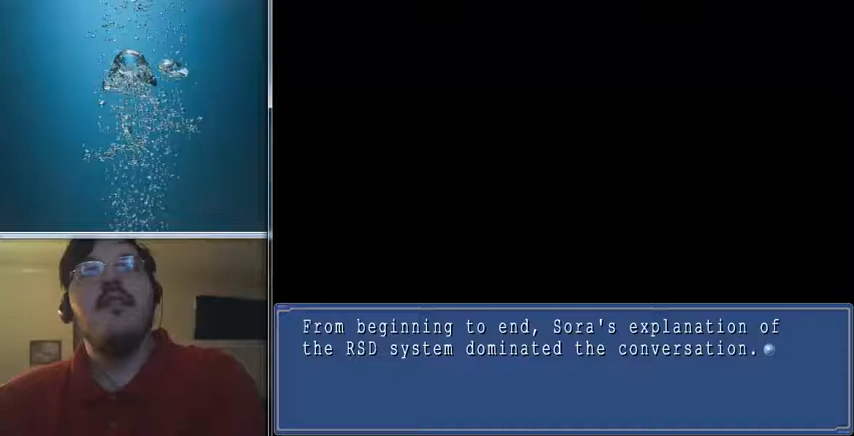 From beginning to end, Sora's explanation of
the RSD system dominated the conversation.